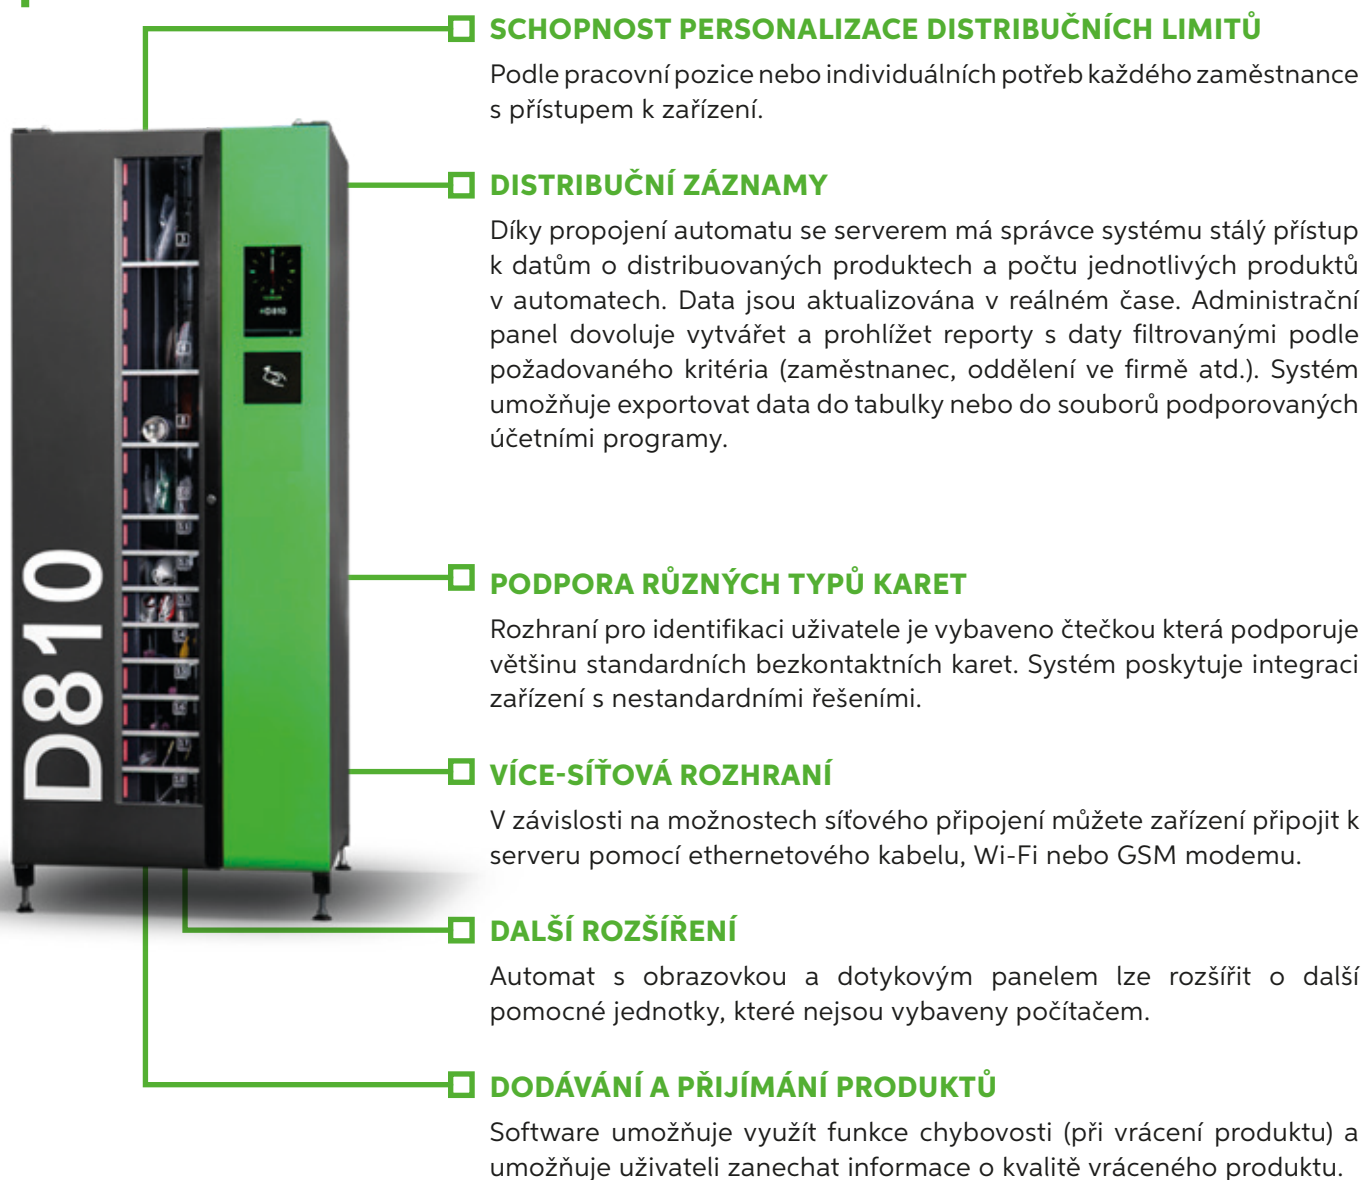 SCHOPNOST PERSONALIZACE DISTRIBUČNÍCH LIMITŮ
Podle pracovní pozice nebo individuálních potřeb každého zaměstnance
s přístupem k zařízení.
DISTRIBUČNÍ ZÁZNAMY
Díky propojení automatu se serverem má správce systému stálý přístup
k datům o distribuovaných produktech a počtu jednotlivých produktů
v automatech. Data jsou aktualizována v reálném čase. Administrační
panel dovoluje vytvářet a prohlížet reporty s daty filtrovanými podle
požadovaného kritéria (zaměstnanec, oddělení ve firmě atd.). Systém
umožňuje exportovat data do tabulky nebo do souborů podporovaných
účetními programy.
D810
PODPORA RŮZNÝCH TYPŮ KARET
Rozhraní pro identifikaci uživatele je vybaveno čtečkou která podporuje
většinu standardních bezkontaktních karet. Systém poskytuje integraci
zařízení s nestandardními řešeními.
VÍCE-SÍŤOVÁ ROZHRANÍ
V závislosti na možnostech síťového připojení můžete zařízení připojit k
serveru pomocí ethernetového kabelu, Wi-Fi nebo GSM modemu.
DALŠÍ ROZŠÍŘENÍ
Automat s obrazovkou a dotykovým panelem lze rozšířit o další
pomocné jednotky, které nejsou vybaveny počítačem.
DODÁVÁNÍ A PŘIJÍMÁNÍ PRODUKTŮ
Software umožňuje využít funkce chybovosti (při vrácení produktu) a
umožňuje uživateli zanechat informace o kvalitě vráceného produktu.